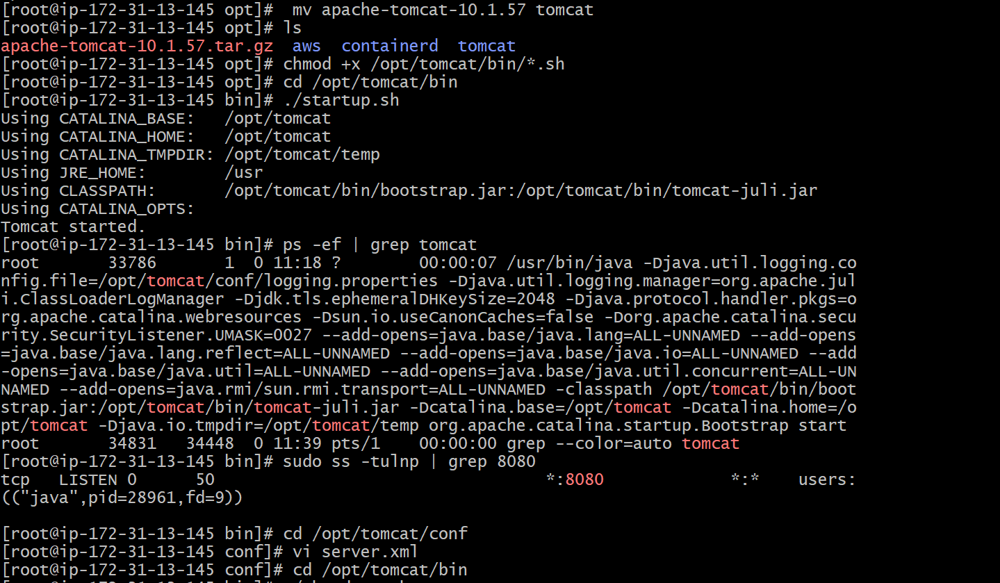 [root@ip-172-31-13-145 opt]#  mv apache-tomcat-10.1.57 tomcat
[root@ip-172-31-13-145 opt]# ls
apache-tomcat-10.1.57.tar.gz  aws  containerd  tomcat
[root@ip-172-31-13-145 opt]# chmod +x /opt/tomcat/bin/*.sh
[root@ip-172-31-13-145 opt]# cd /opt/tomcat/bin
[root@ip-172-31-13-145 bin]# ./startup.sh
Using CATALINA_BASE:   /opt/tomcat
Using CATALINA_HOME:   /opt/tomcat
Using CATALINA_TMPDIR: /opt/tomcat/temp
Using JRE_HOME:        /usr
Using CLASSPATH:       /opt/tomcat/bin/bootstrap.jar:/opt/tomcat/bin/tomcat-juli.jar
Using CATALINA_OPTS:
Tomcat started.
[root@ip-172-31-13-145 bin]# ps -ef | grep tomcat
root       33786       1  0 11:18 ?        00:00:07 /usr/bin/java -Djava.util.logging.co
nfig.file=/opt/tomcat/conf/logging.properties -Djava.util.logging.manager=org.apache.jul
i.ClassLoaderLogManager -Djdk.tls.ephemeralDHKeySize=2048 -Djava.protocol.handler.pkgs=o
rg.apache.catalina.webresources -Dsun.io.useCanonCaches=false -Dorg.apache.catalina.secu
rity.SecurityListener.UMASK=0027 --add-opens=java.base/java.lang=ALL-UNNAMED --add-opens
=java.base/java.lang.reflect=ALL-UNNAMED --add-opens=java.base/java.io=ALL-UNNAMED --add
-opens=java.base/java.util=ALL-UNNAMED --add-opens=java.base/java.util.concurrent=ALL-UN
NAMED --add-opens=java.rmi/sun.rmi.transport=ALL-UNNAMED -classpath /opt/tomcat/bin/boot
strap.jar:/opt/tomcat/bin/tomcat-juli.jar -Dcatalina.base=/opt/tomcat -Dcatalina.home=/o
pt/tomcat -Djava.io.tmpdir=/opt/tomcat/temp org.apache.catalina.startup.Bootstrap start
root       34831   34448  0 11:39 pts/1    00:00:00 grep --color=auto tomcat
[root@ip-172-31-13-145 bin]# sudo ss -tulnp | grep 8080
tcp   LISTEN 0      50                                  *:8080             *:*    users:
(("java",pid=28961,fd=9))
[root@ip-172-31-13-145 bin]# cd /opt/tomcat/conf
[root@ip-172-31-13-145 conf]# vi server.xml
[root@ip-172-31-13-145 conf]# cd /opt/tomcat/bin